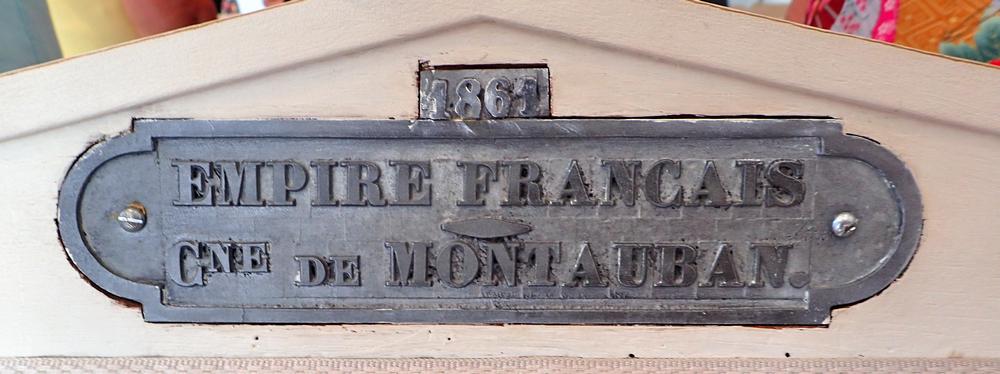 1861
EMPIRE FRANCAIS
CNE DE MONTAUBAN.